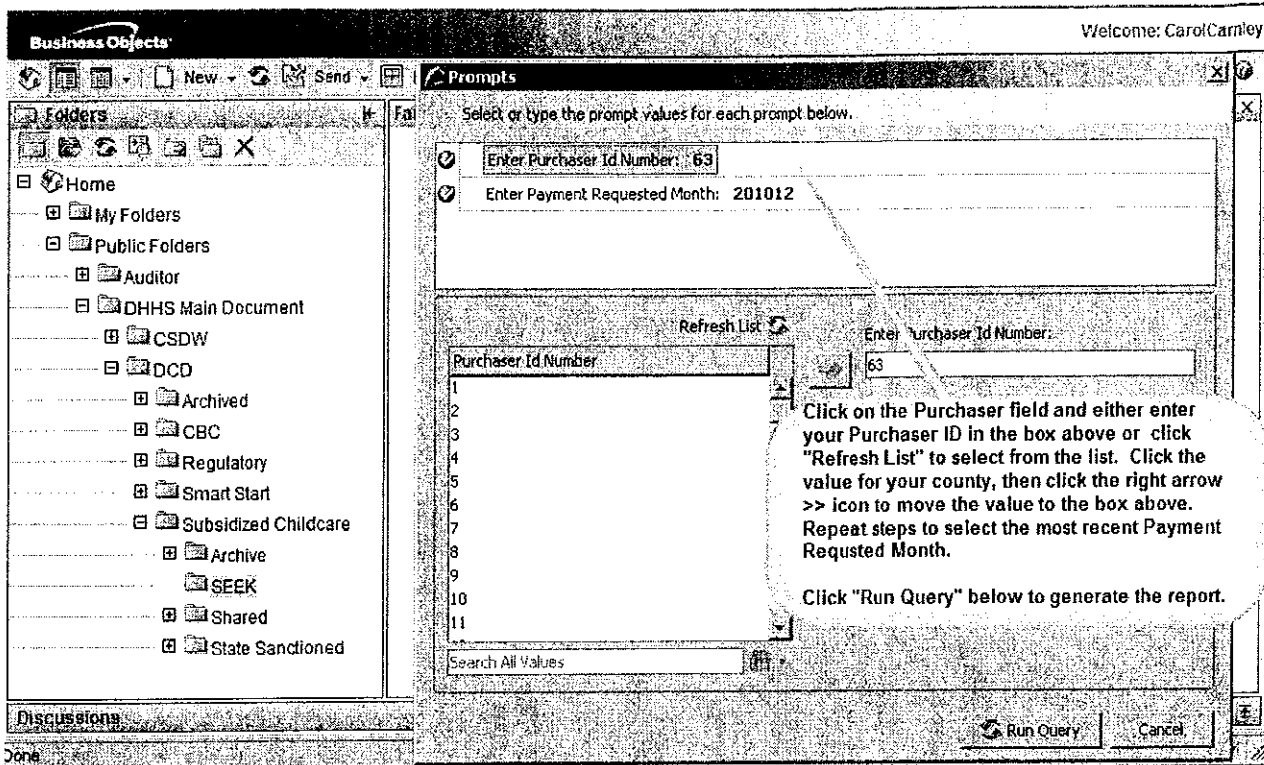 Business Objects
Welcome: CarolCarnley
New
Send
Folders
Home
My Folders
Public Folders
Auditor
DHHS Main Document
CSDW
DCD
Archived
CBC
Regulatory
Smart Start
Subsidized Childcare
Archive
SEEK
Shared
State Sanctioned
Discussions
Done
Prompts
Select or type the prompt values for each prompt below.
Enter Purchaser Id Number: 63
Enter Payment Requested Month: 201012
Refresh List
Purchaser Id Number
1
2
3
4
5
6
7
8
9
10
11
Search All Values
Enter Purchaser Id Number:
63
Click on the Purchaser field and either enter
your Purchaser ID in the box above or click
"Refresh List" to select from the list. Click the
value for your county, then click the right arrow
>> icon to move the value to the box above.
Repeat steps to select the most recent Payment
Requsted Month.
Click "Run Query" below to generate the report.
Run Query
Cancel